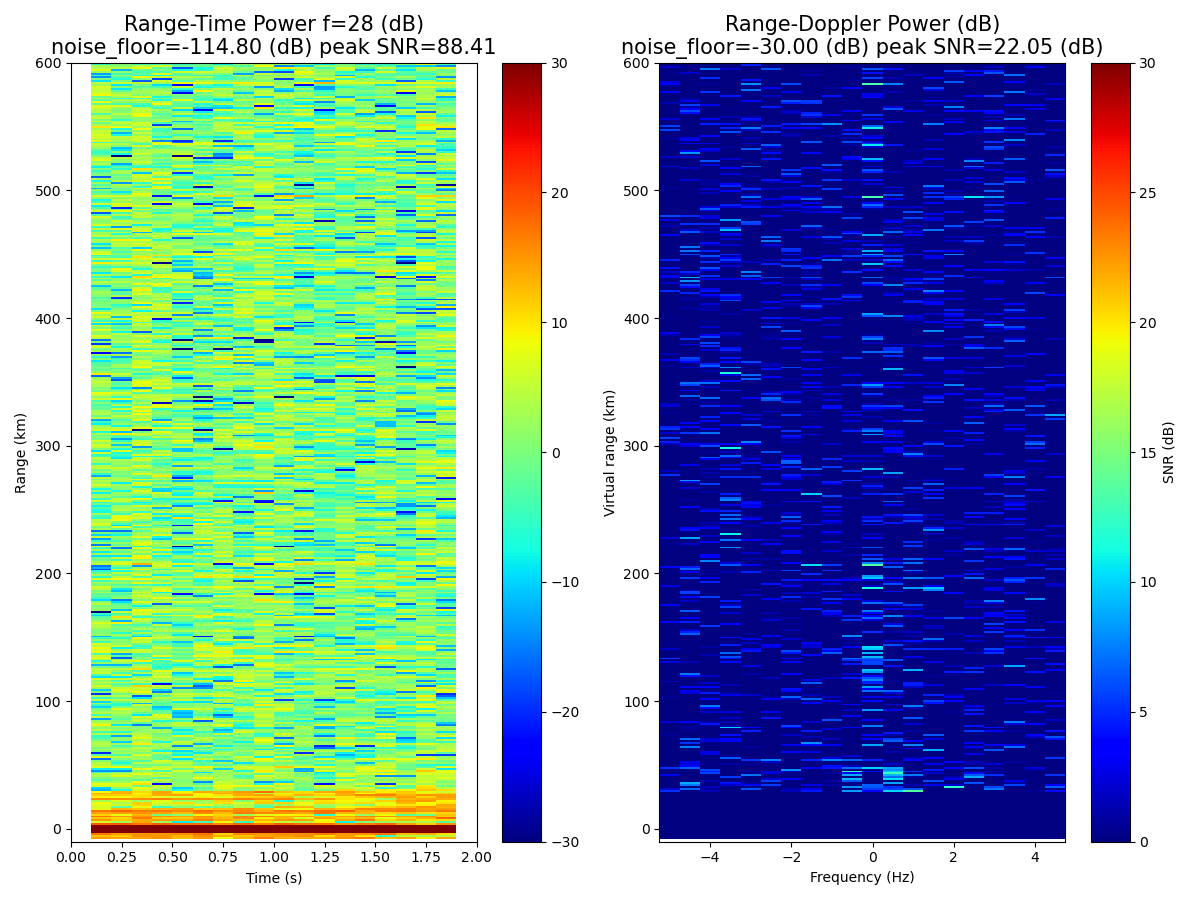 Range-Time Power f=28 (dB)
noise_floor=-114.80 (dB) peak SNR=88.41
Range-Doppler Power (dB)
noise_floor=-30.00 (dB) peak SNR=22.05 (dB)
600
500
400
300
200
100
0
Range (km)
0.00 0.25 0.50 0.75 1.00 1.25 1.50 1.75 2.00
Time (s)
30
20
10
0
−10
−20
−30
600
500
400
300
200
100
0
Virtual range (km)
−4 −2 0 2 4
Frequency (Hz)
30
25
20
15
10
5
0
SNR (dB)